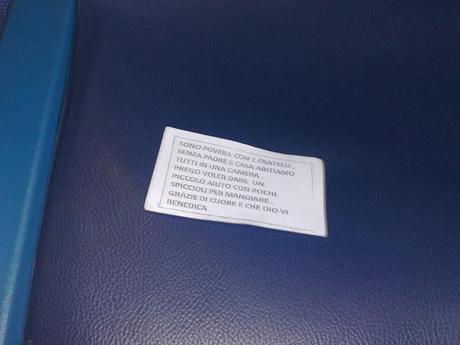 SONO POVERA CON 2 FRATELLI,
SENZA PADRE E CASA ABITIAMO
TUTTI IN UNA CAMERA .
PREGO VOLER DARE UN
PICCOLO AIUTO CON POCHI
SPICCIOLI PER MANGIARE .
GRAZIE DI CUORE E CHE DIO VI
BENEDICA